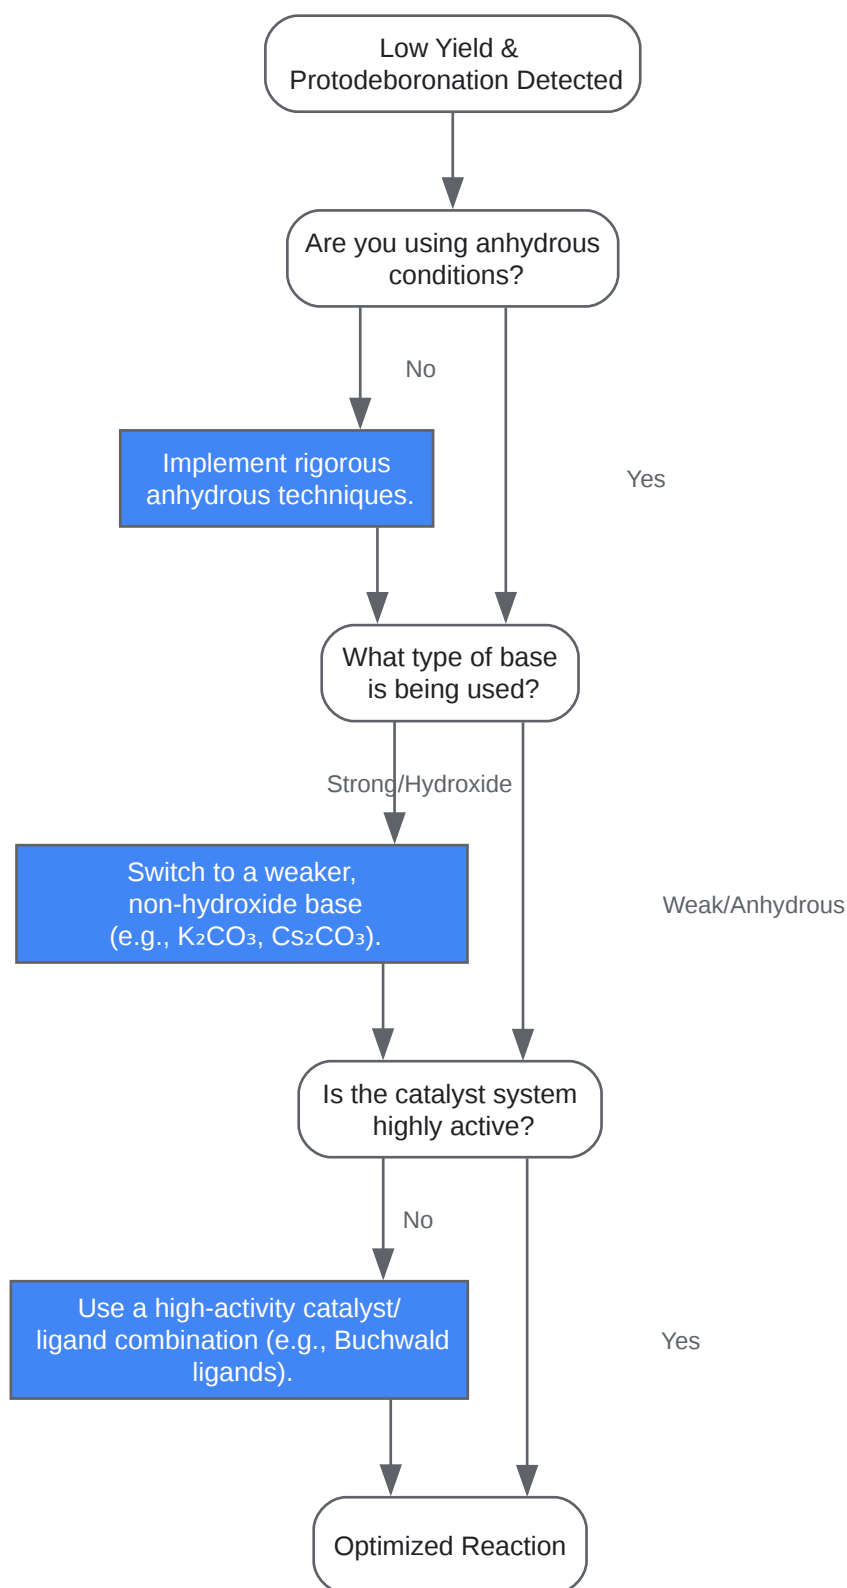 Low Yield &
Protodeboronation Detected
Are you using anhydrous
conditions?
No
Implement rigorous
anhydrous techniques.
Yes
What type of base
is being used?
Strong/Hydroxide
Switch to a weaker,
non-hydroxide base
(e.g., K₂CO₃, Cs₂CO₃).
Weak/Anhydrous
Is the catalyst system
highly active?
No
Use a high-activity catalyst/
ligand combination (e.g., Buchwald
ligands).
Yes
Optimized Reaction